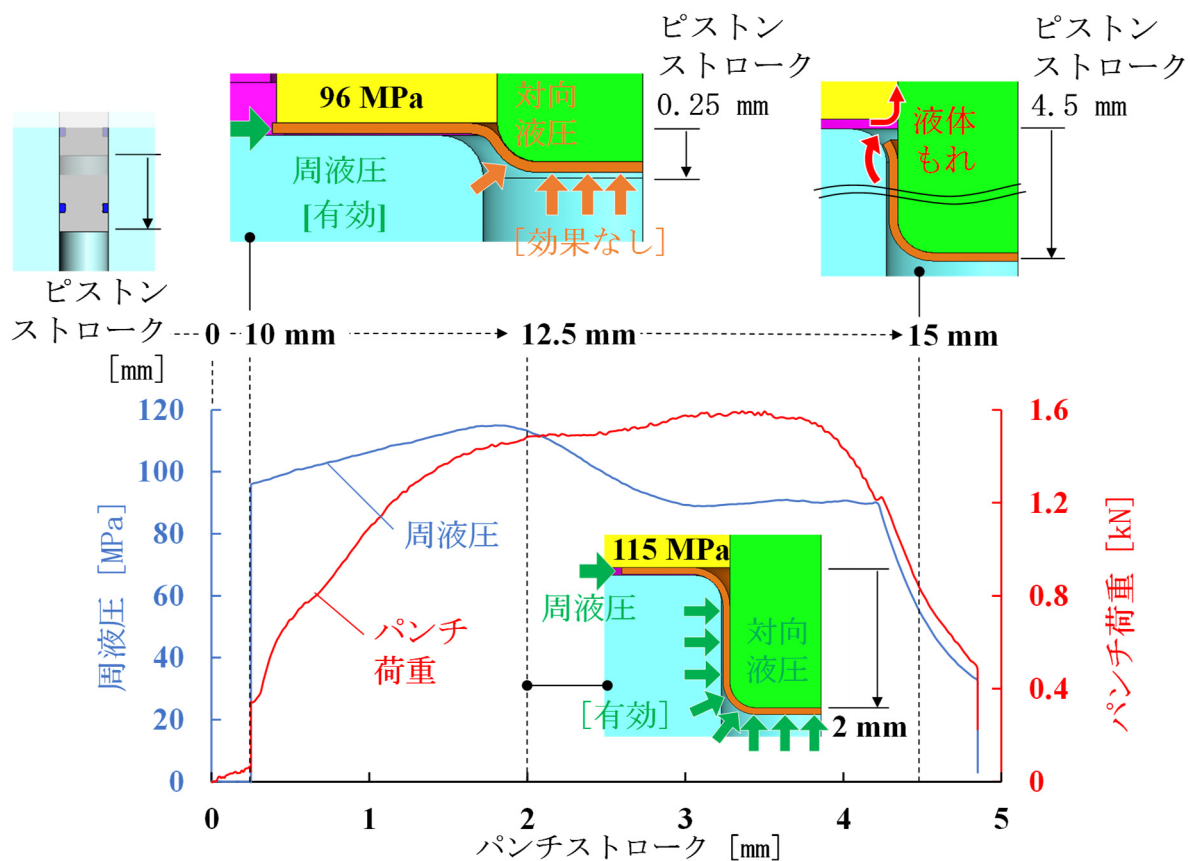 ピストン
ストローク
0.25 mm
ピストン
ストローク
4.5 mm
96 MPa
対向
液圧
周液圧
[有効]
[効果なし]
液体
もれ
ピストン
ストローク
[mm]
0
10 mm
12.5 mm
15 mm
周液圧 [MPa]
120
100
80
60
40
20
0
周液圧
パンチ
荷重
115 MPa
周液圧
対向
液圧
[有効]
2 mm
1.6
1.2
0.8
0.4
0
パンチ荷重 [kN]
0 1 2 3 4 5
パンチストローク [mm]